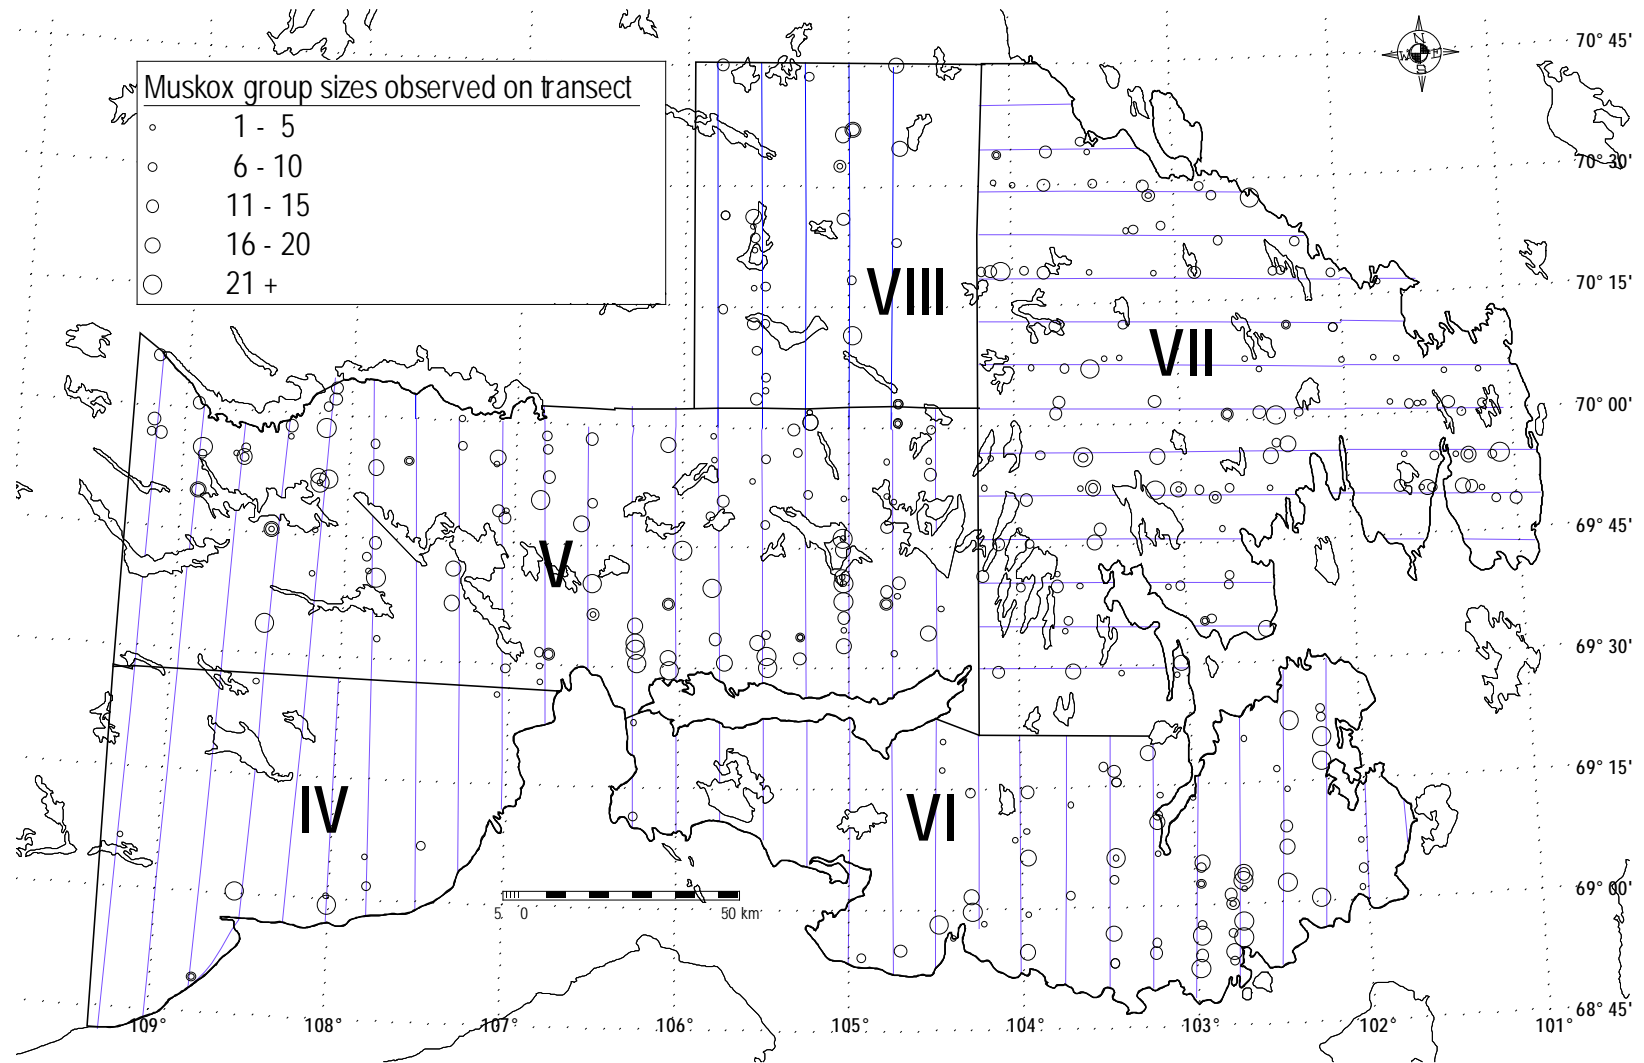 N
W E
S
70° 45'
Muskox group sizes observed on transect
1 - 5
6 - 10
11 - 15
16 - 20
21 +
70° 30'
70° 15'
VIII
VII
70° 00'
69° 45'
V
69° 30'
69° 15'
IV
VI
69° 00'
5 0 50 km
68° 45'
109° 108° 107° 106° 105° 104° 103° 102° 101°